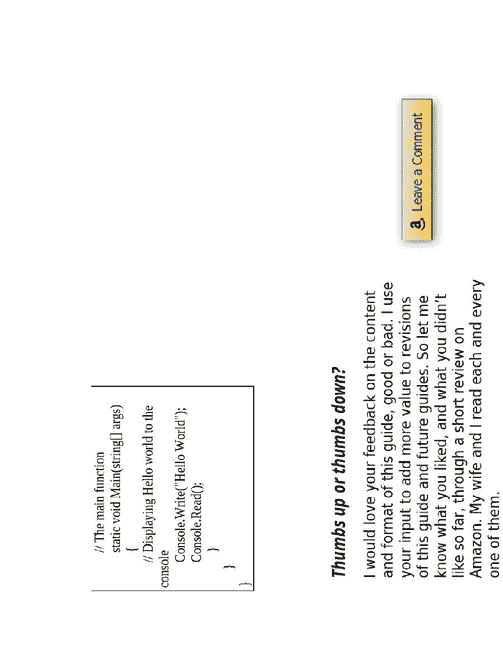 // The main function
static void Main(string[] args)
{
// Displaying Hello world to the
console
Console.Write("Hello World");
Console.Read();
}
}
}
Thumbs up or thumbs down?
I would love your feedback on the content
and format of this guide, good or bad. I use
your input to add more value to revisions
of this guide and future guides. So let me
know what you liked, and what you didn't
like so far, through a short review on
Amazon. My wife and I read each and every
one of them.
a. Leave a Comment